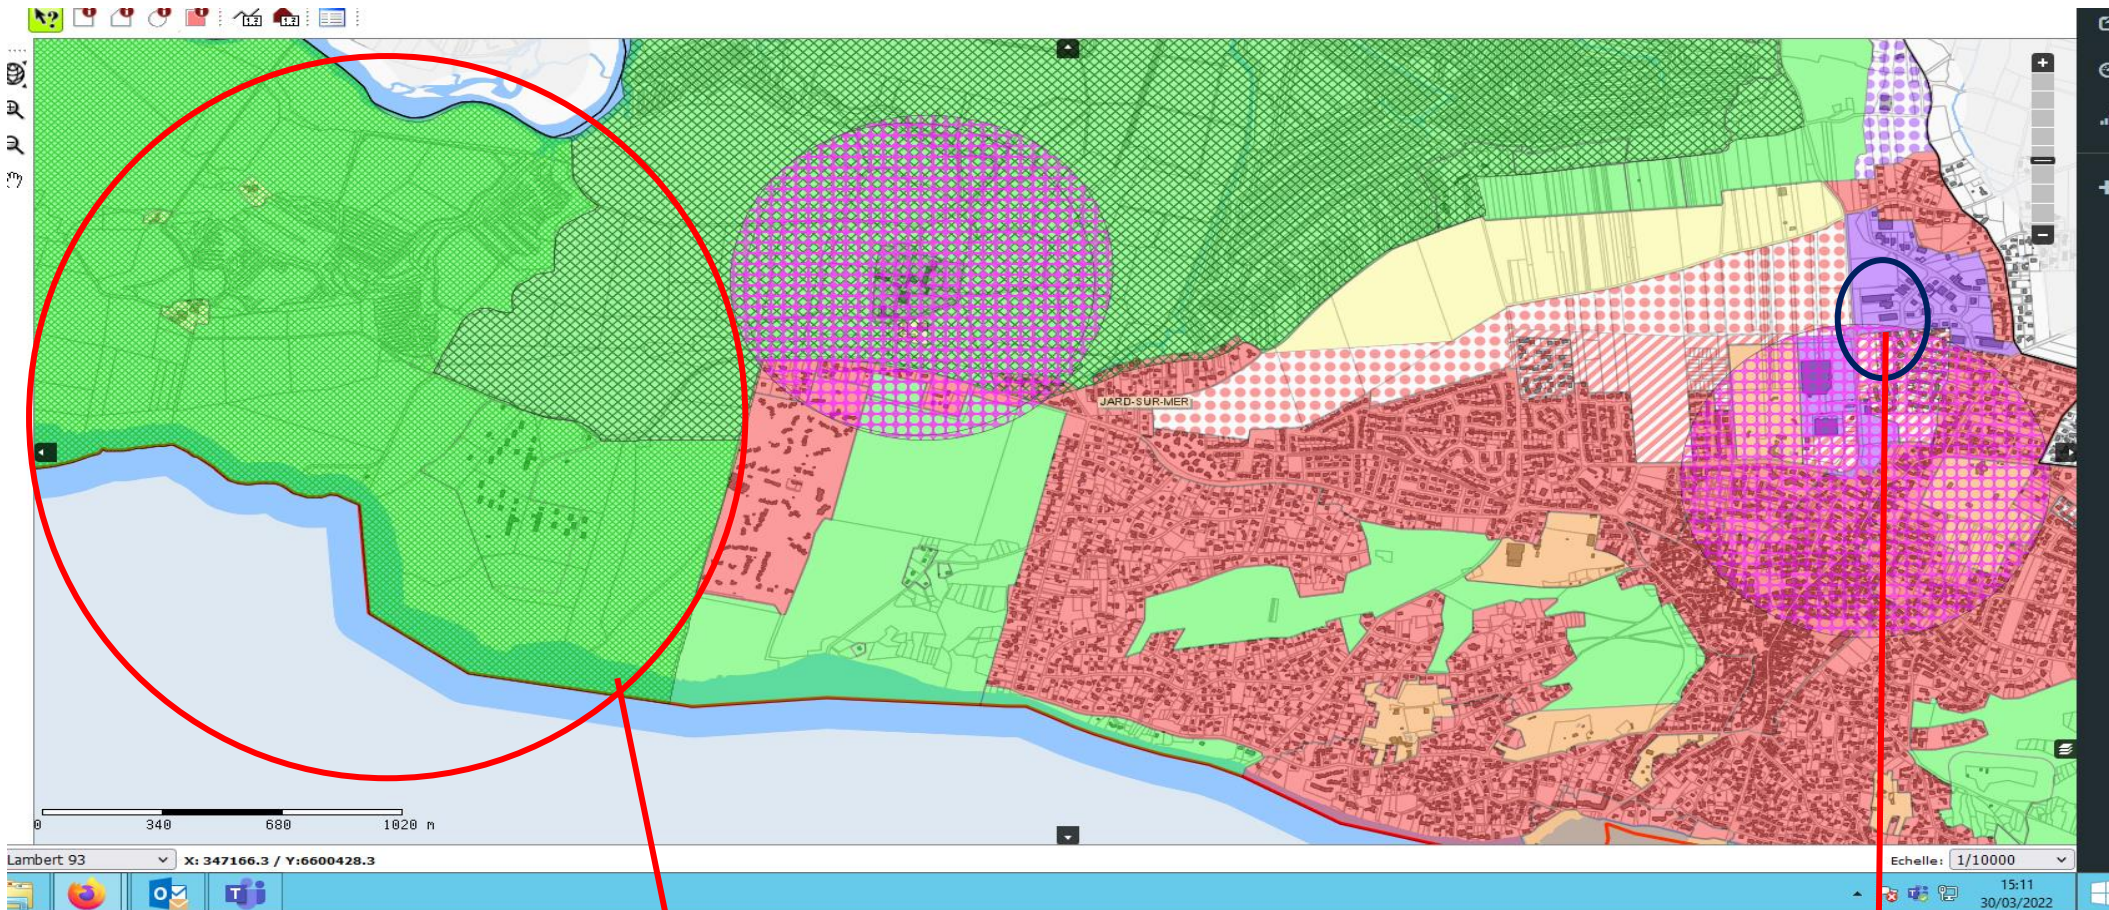 JARD-SUR-MER
0 340 680 1020 m
Lambert 93
X: 347166.3 / Y:6600428.3
Echelle: 1/10000
15:11
30/03/2022